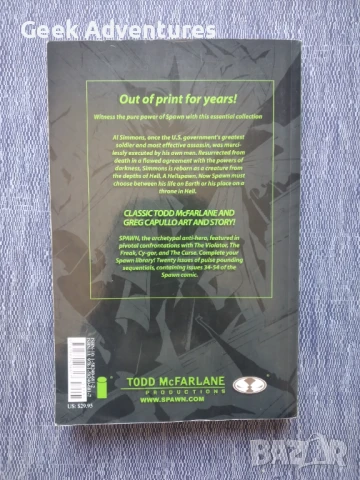 Geek Adventures
Out of print for years!
Witness the pure power of Spawn with this essential collection
Al Simmons, once the U.S. government's greatest
soldier and most effective assassin, was merci-
lessly executed by his own men. Resurrected from
death in a flawed agreement with the powers of
darkness, Simmons is reborn as a creature from
the depths of Hell, A Hellspawn. Now Spawn must
choose between his life on Earth or his place on a
throne in Hell.
CLASSIC TODD McFARLANE AND
GREG CAPULLO ART AND STORY!
SPAWN, the archetypal anti-hero, featured in
pivotal confrontations with The Violator, The
Freak, Cy-gor, and The Curse. Complete your
Spawn library! Twenty issues of pulse pounding
sequentials, containing issues 34-54 of the
Spawn comic.
TODD McFARLANE
PRODUCTIONS
WWW.SPAWN.COM
US: $29.95
BAZAR
bg